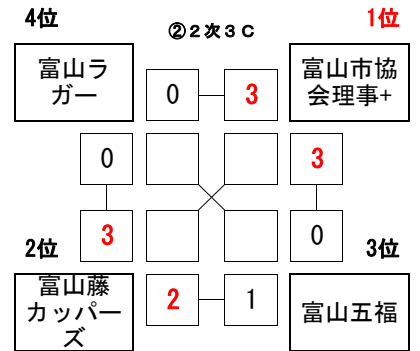 4位
②２次３Ｃ
1位
富山ラ
ガー
0
3
富山市協
会理事+
0
3
3
0
2位
3位
富山藤
カッパー
ズ
2
1
富山五福